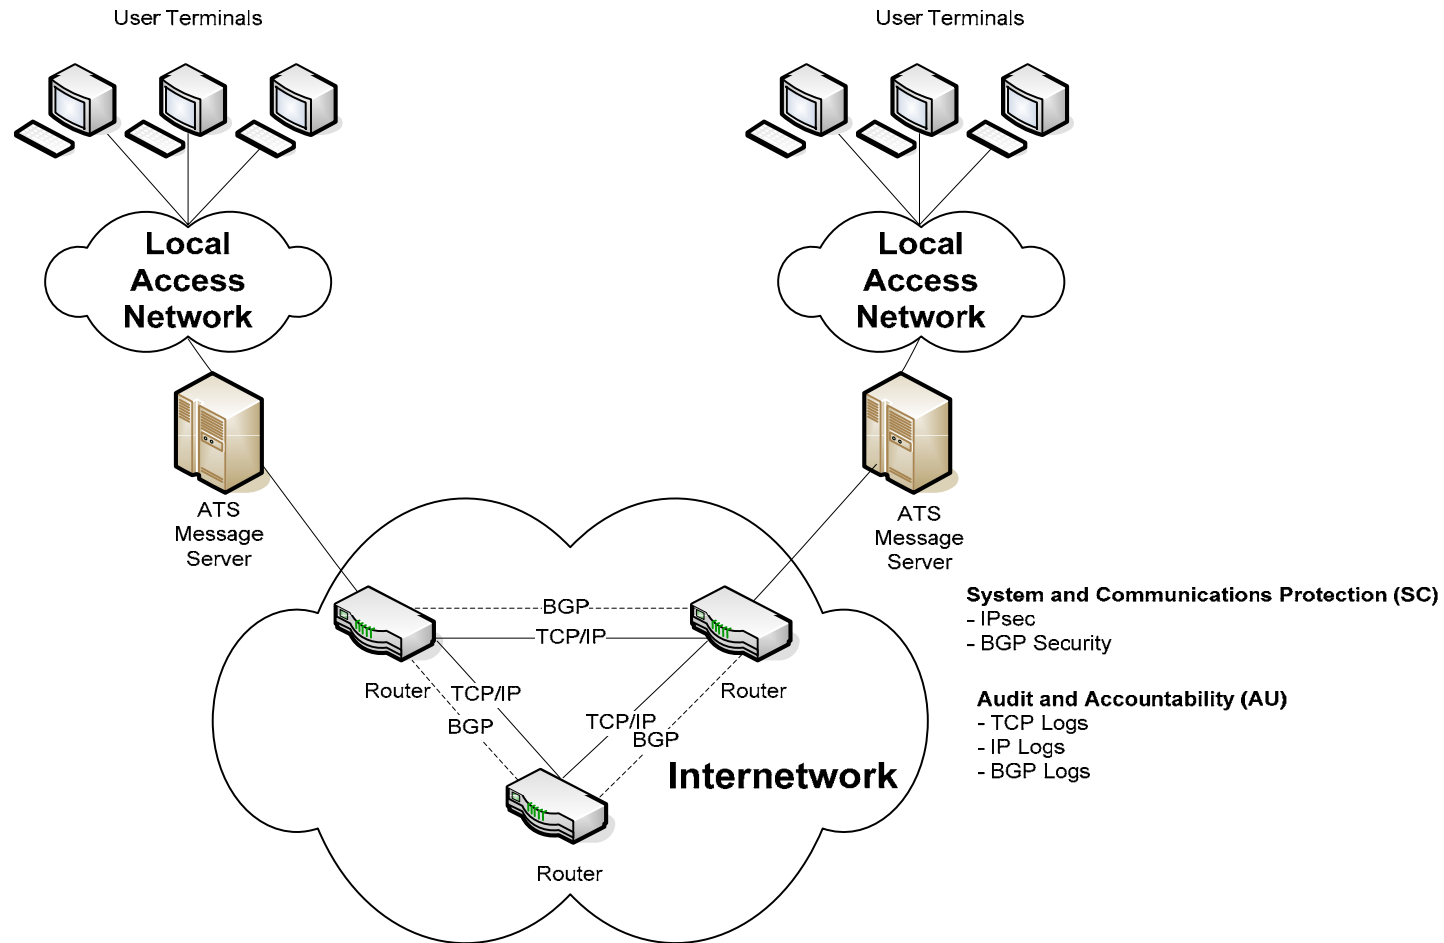 User Terminals
User Terminals
Local
Access
Network
Local
Access
Network
ATS
Message
Server
ATS
Message
Server
BGP
TCP/IP
Router
Router
TCP/IP
BGP
TCP/IP
BGP
Internetwork
Router
System and Communications Protection (SC)
- IPsec
- BGP Security
Audit and Accountability (AU)
- TCP Logs
- IP Logs
- BGP Logs